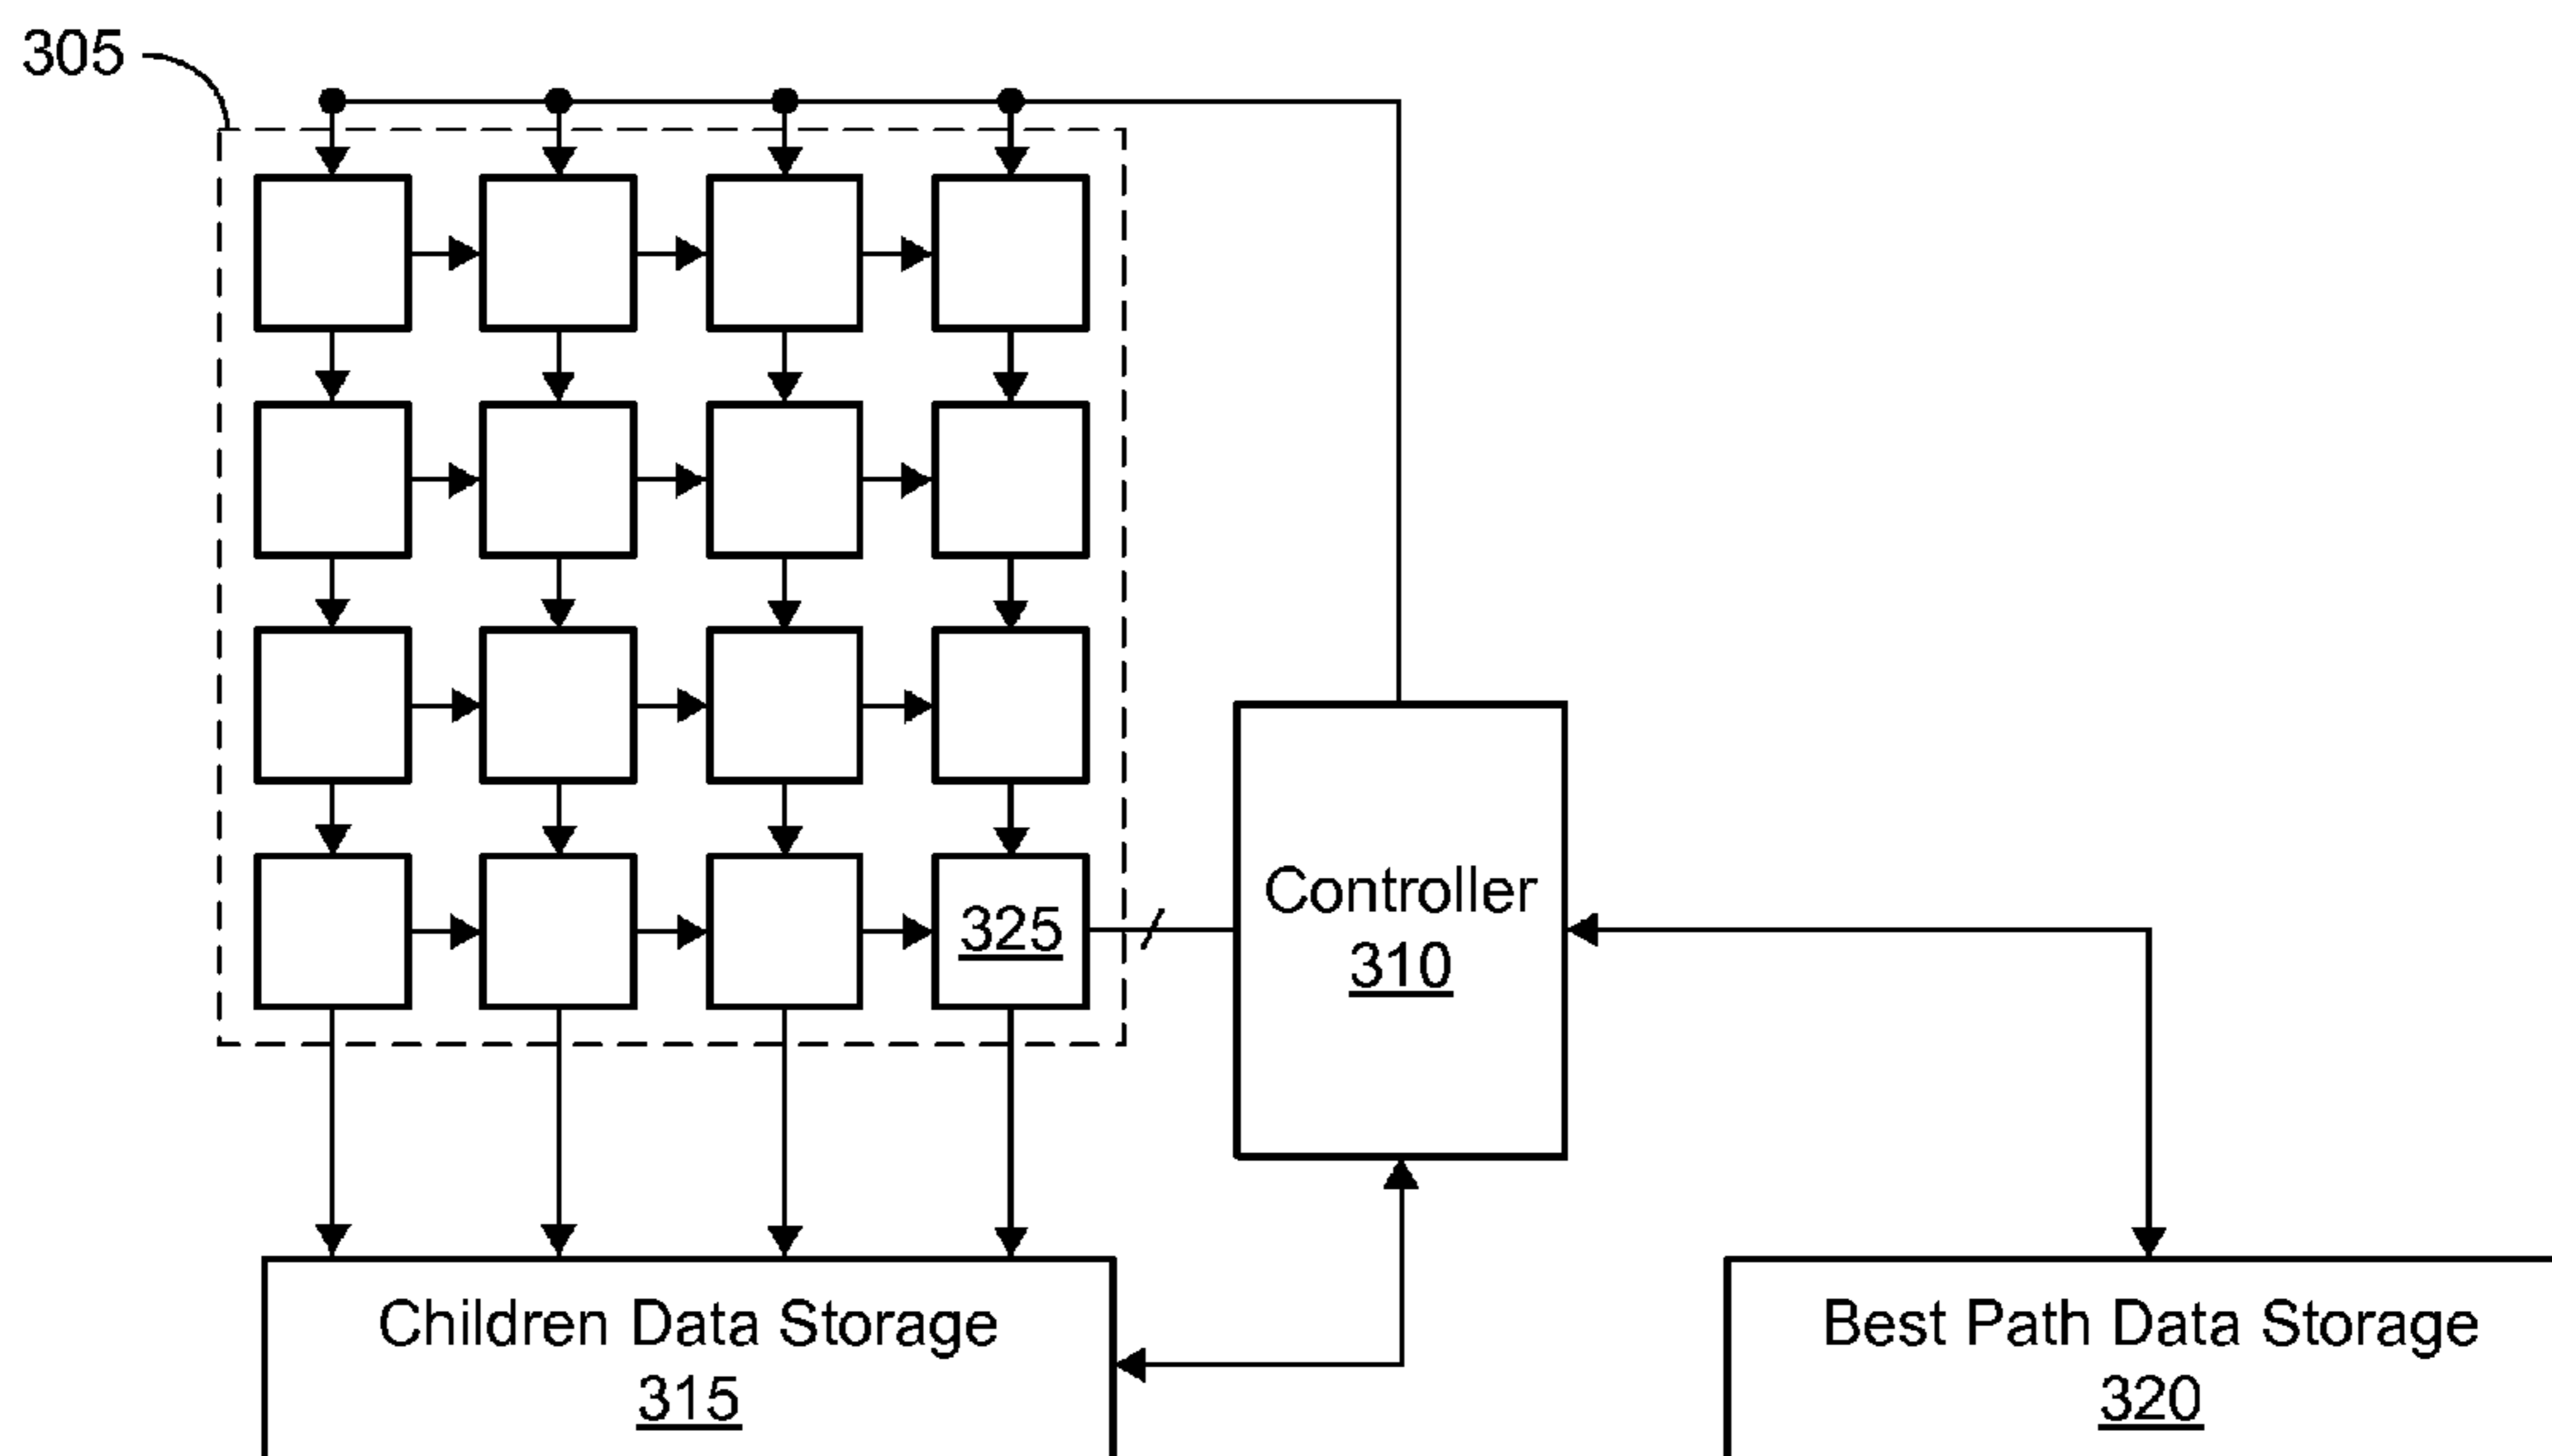 305
325
Controller
310
Children Data Storage
315
Best Path Data Storage
320